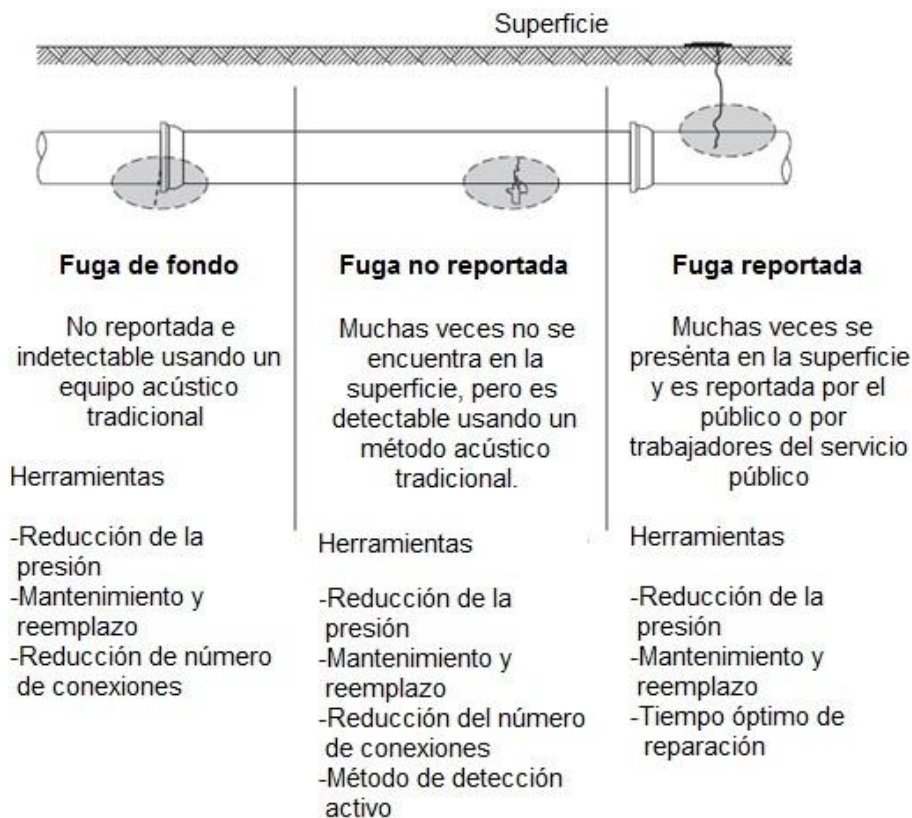 Superficie
Fuga de fondo
No reportada e
indetectable usando un
equipo acústico
tradicional
Herramientas
-Reducción de la
presión
-Mantenimiento y
reemplazo
-Reducción de número
de conexiones
Fuga no reportada
Muchas veces no se
encuentra en la
superficie, pero es
detectable usando un
método acústico
tradicional.
Herramientas
-Reducción de la
presión
-Mantenimiento y
reemplazo
-Reducción del número
de conexiones
-Método de detección
activo
Fuga reportada
Muchas veces se
presénta en la superficie
y es reportada por el
público o por
trabajadores del servicio
público
Herramientas
-Reducción de la
presión
-Mantenimiento y
reemplazo
-Tiempo óptimo de
reparación